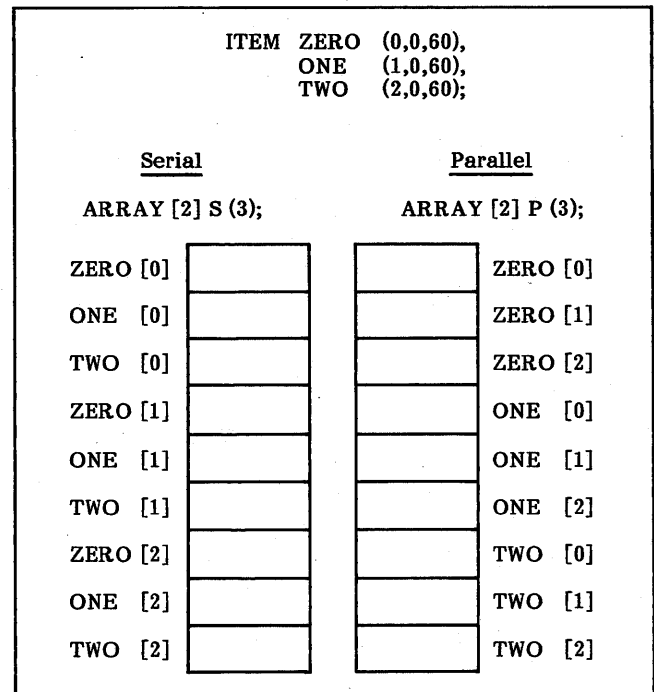 ITEM ZERO (0,0,60),
ONE (1,0,60),
TWO (2,0,60);
Serial
Parallel
ARRAY [2] S (3);
ARRAY [2] P (3);
ZERO [0]
ZERO [0]
ONE [0]
ZERO [1]
TWO [0]
ZERO [2]
ZERO [1]
ONE [0]
ONE [1]
ONE [1]
TWO [1]
ONE [2]
ZERO [2]
TWO [0]
ONE [2]
TWO [1]
TWO [2]
TWO [2]